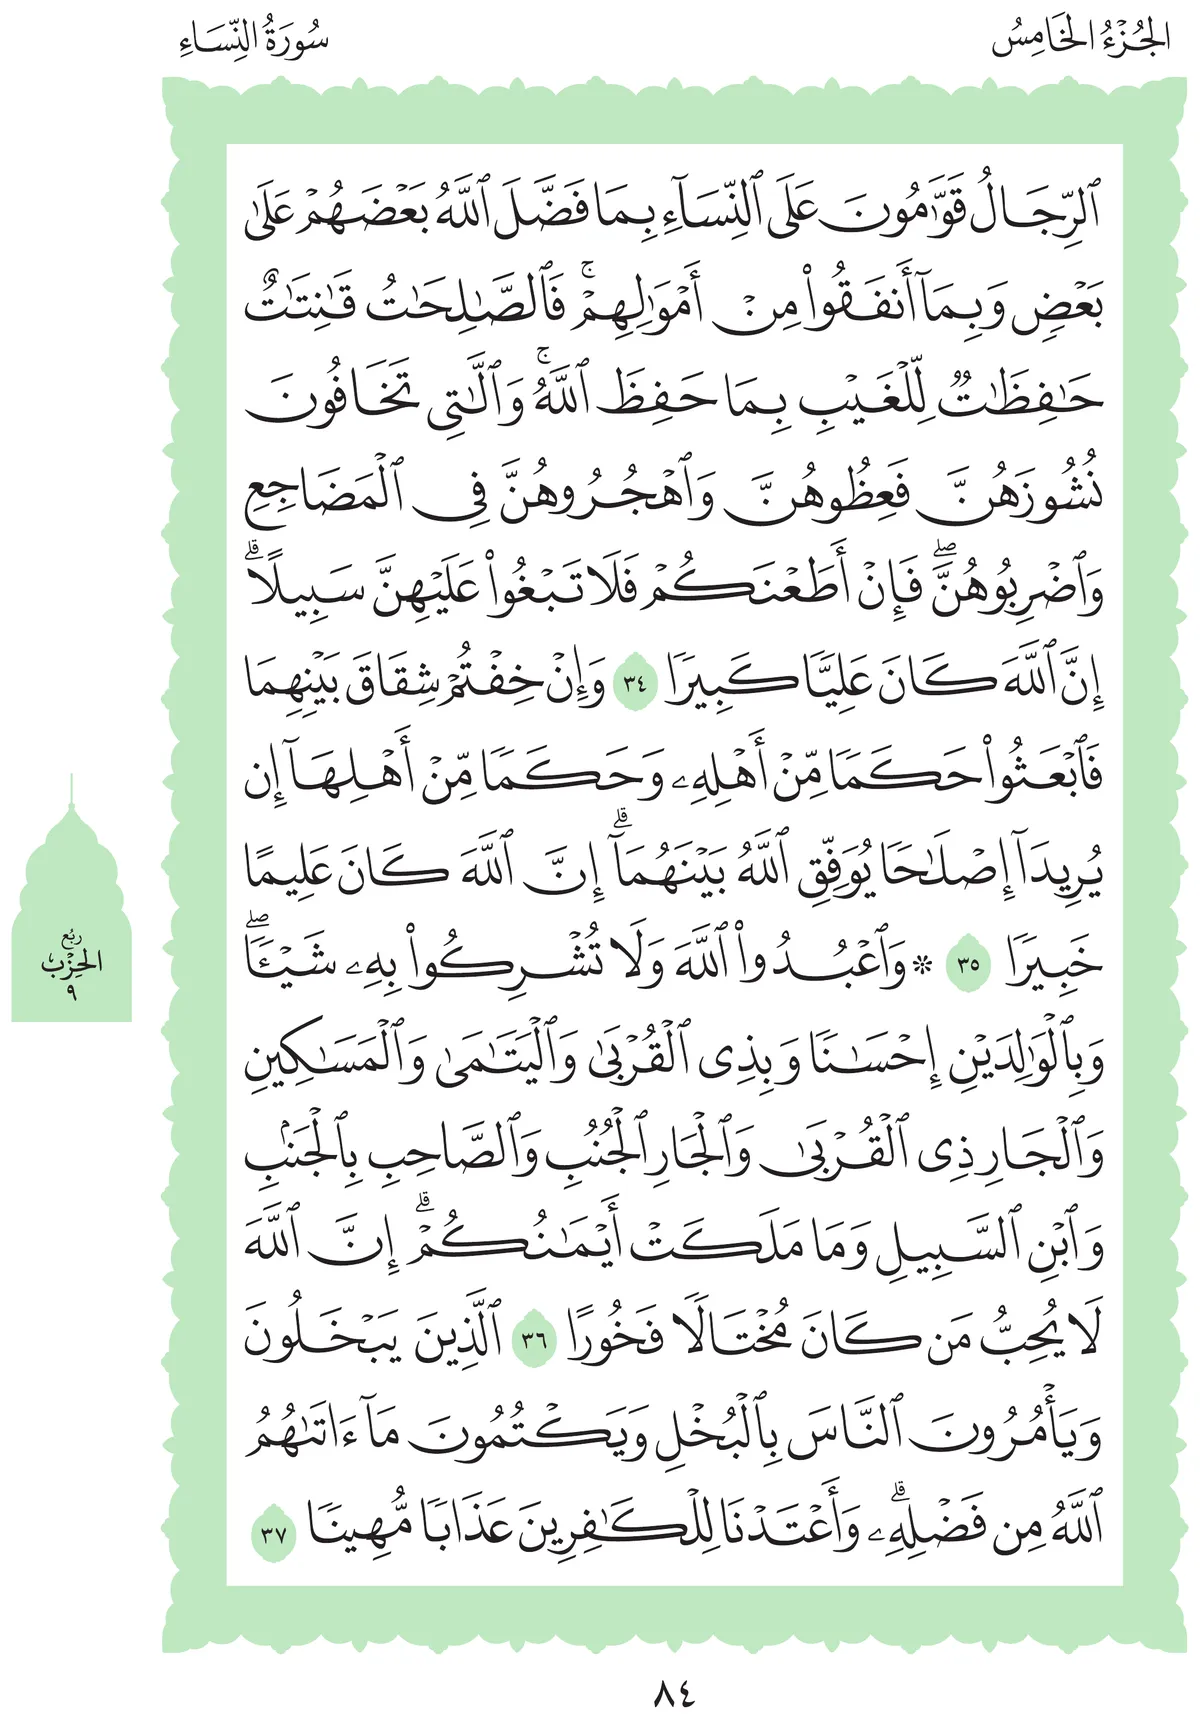 الجُزْءُ الخَامِسُ
سُورَةُ النِّسَاءِ
ٱلرِّجَالُ قَوَّٰمُونَ عَلَى ٱلنِّسَآءِ بِمَا فَضَّلَ ٱللَّهُ بَعۡضَهُمۡ عَلَىٰ
بَعۡضٖ وَبِمَآ أَنفَقُواْ مِنۡ أَمۡوَٰلِهِمۡۚ فَٱلصَّٰلِحَٰتُ قَٰنِتَٰتٌ
حَٰفِظَٰتٞ لِّلۡغَيۡبِ بِمَا حَفِظَ ٱللَّهُۚ وَٱلَّٰتِي تَخَافُونَ
نُشُوزَهُنَّ فَعِظُوهُنَّ وَٱهۡجُرُوهُنَّ فِي ٱلۡمَضَاجِعِ
وَٱضۡرِبُوهُنَّۖ فَإِنۡ أَطَعۡنَكُمۡ فَلَا تَبۡغُواْ عَلَيۡهِنَّ سَبِيلًاۗ
إِنَّ ٱللَّهَ كَانَ عَلِيّٗا كَبِيرٗا ٣٤ وَإِنۡ خِفۡتُمۡ شِقَاقَ بَيۡنِهِمَا
فَٱبۡعَثُواْ حَكَمٗا مِّنۡ أَهۡلِهِۦ وَحَكَمٗا مِّنۡ أَهۡلِهَآ إِن
يُرِيدَآ إِصۡلَٰحٗا يُوَفِّقِ ٱللَّهُ بَيۡنَهُمَآۗ إِنَّ ٱللَّهَ كَانَ عَلِيمًا
خَبِيرٗا ٣٥ ۞ وَٱعۡبُدُواْ ٱللَّهَ وَلَا تُشۡرِكُواْ بِهِۦ شَيۡـٔٗاۖ
وَبِٱلۡوَٰلِدَيۡنِ إِحۡسَٰنٗا وَبِذِي ٱلۡقُرۡبَىٰ وَٱلۡيَتَٰمَىٰ وَٱلۡمَسَٰكِينِ
وَٱلۡجَارِ ذِي ٱلۡقُرۡبَىٰ وَٱلۡجَارِ ٱلۡجُنُبِ وَٱلصَّاحِبِ بِٱلۡجَنۢبِ
وَٱبۡنِ ٱلسَّبِيلِ وَمَا مَلَكَتۡ أَيۡمَٰنُكُمۡۗ إِنَّ ٱللَّهَ
لَا يُحِبُّ مَن كَانَ مُخۡتَالٗا فَخُورًا ٣٦ ٱلَّذِينَ يَبۡخَلُونَ
وَيَأۡمُرُونَ ٱلنَّاسَ بِٱلۡبُخۡلِ وَيَكۡتُمُونَ مَآ ءَاتَىٰهُمُ
ٱللَّهُ مِن فَضۡلِهِۦۗ وَأَعۡتَدۡنَا لِلۡكَٰفِرِينَ عَذَابٗا مُّهِينٗا ٣٧
رُبُع
الحِزْب
٩
٨٤